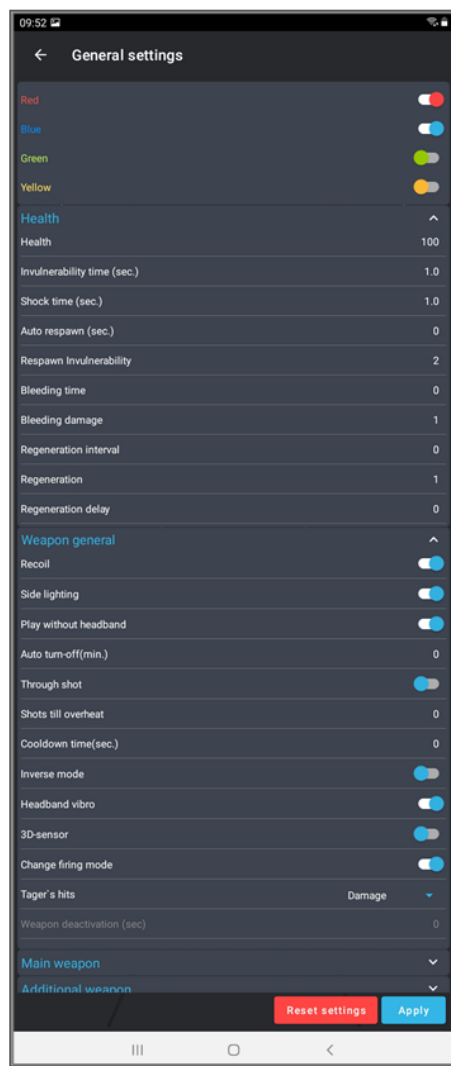 09:52
General settings
Red
Blue
Green
Yellow
Health
Health 100
Invulnerability time (sec.) 1.0
Shock time (sec.) 1.0
Auto respawn (sec.) 0
Respawn Invulnerability 2
Bleeding time 0
Bleeding damage 1
Regeneration interval 0
Regeneration 1
Regeneration delay 0
Weapon general
Recoil
Side lighting
Play without headband
Auto turn-off(min.) 0
Through shot
Shots till overheat 0
Cooldown time(sec.) 0
Inverse mode
Headband vibro
3D-sensor
Change firing mode
Tager`s hits Damage
Weapon deactivation (sec) 0
Main weapon
Additional weapon
Reset settings Apply